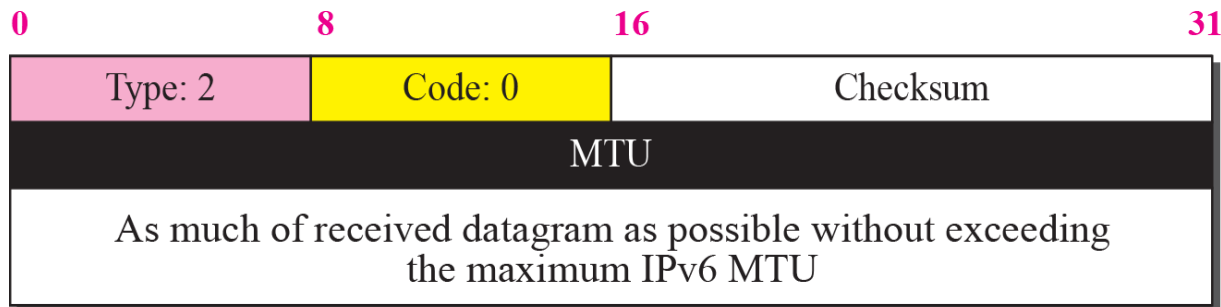 0 8 16 31
Type: 2 Code: 0 Checksum
MTU
As much of received datagram as possible without exceeding
the maximum IPv6 MTU